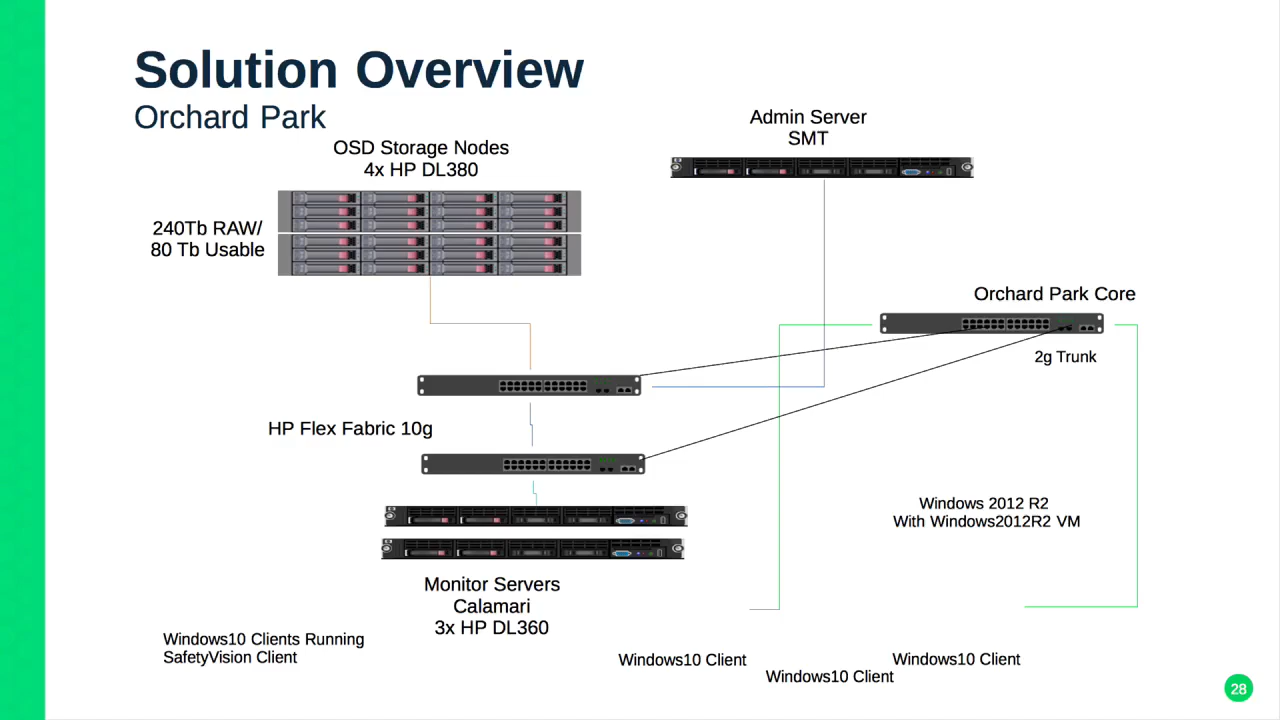 Solution Overview
Orchard Park
OSD Storage Nodes
4x HP DL380
Admin Server
SMT
240Tb RAW/
80 Tb Usable
Orchard Park Core
2g Trunk
HP Flex Fabric 10g
Windows 2012 R2
With Windows2012R2 VM
Monitor Servers
Calamari
3x HP DL360
Windows10 Clients Running
SafetyVision Client
Windows10 Client
Windows10 Client
Windows10 Client
28